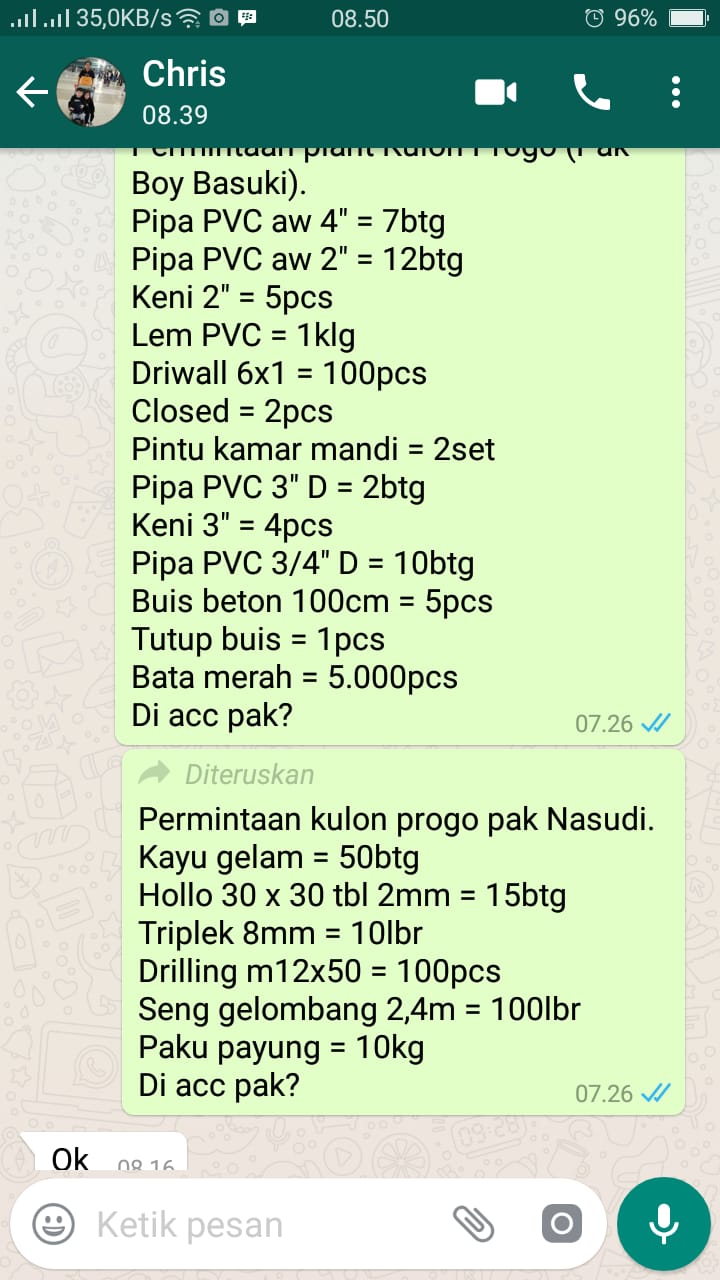 35,0KB/s 08.50 96%
Chris
08.39
Permintaan plant Kulon Progo (Pak
Boy Basuki).
Pipa PVC aw 4" = 7btg
Pipa PVC aw 2" = 12btg
Keni 2" = 5pcs
Lem PVC = 1klg
Driwall 6x1 = 100pcs
Closed = 2pcs
Pintu kamar mandi = 2set
Pipa PVC 3" D = 2btg
Keni 3" = 4pcs
Pipa PVC 3/4" D = 10btg
Buis beton 100cm = 5pcs
Tutup buis = 1pcs
Bata merah = 5.000pcs
Di acc pak?
07.26
Diteruskan
Permintaan kulon progo pak Nasudi.
Kayu gelam = 50btg
Hollo 30 x 30 tbl 2mm = 15btg
Triplek 8mm = 10lbr
Drilling m12x50 = 100pcs
Seng gelombang 2,4m = 100lbr
Paku payung = 10kg
Di acc pak?
07.26
Ok 08.16
Ketik pesan